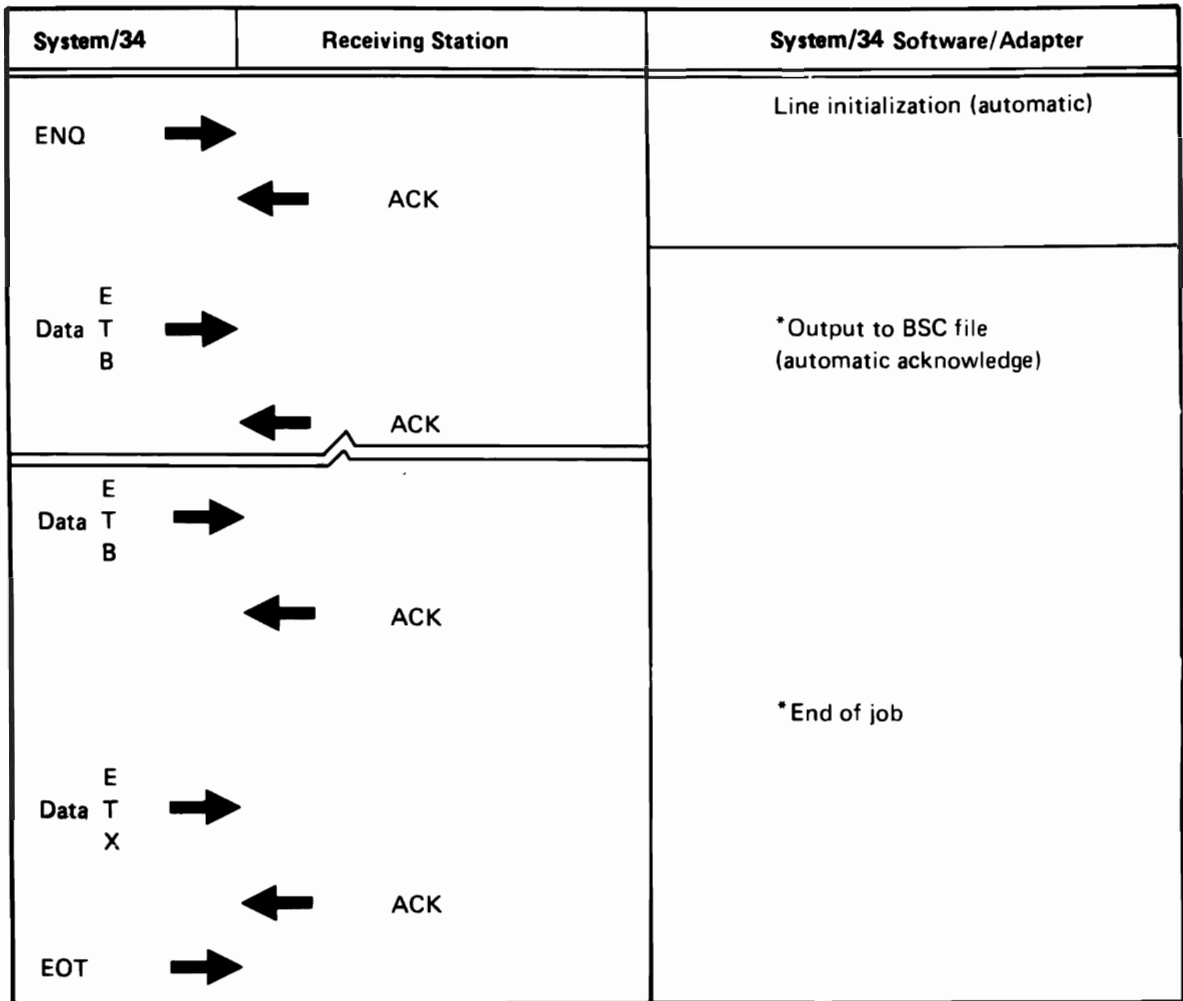 System/34 Receiving Station System/34 Software/Adapter
Line initialization (automatic)
ENQ
ACK
E
Data T
B
*Output to BSC file
(automatic acknowledge)
ACK
E
Data T
B
ACK
*End of job
E
Data T
X
ACK
EOT